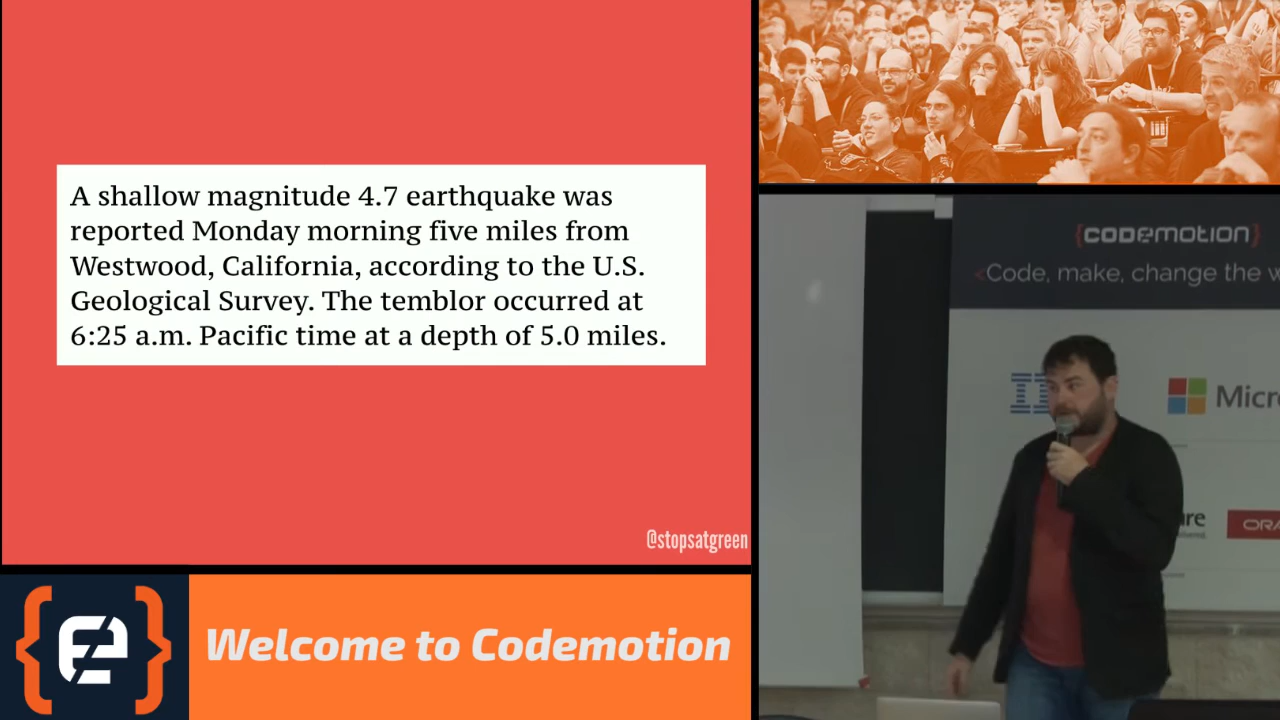 A shallow magnitude 4.7 earthquake was
reported Monday morning five miles from
Westwood, California, according to the U.S.
Geological Survey. The temblor occurred at
6:25 a.m. Pacific time at a depth of 5.0 miles.
@stopsatgreen
Welcome to Codemotion
{codemotion}
<Code, make, change the w
Micro
ORA